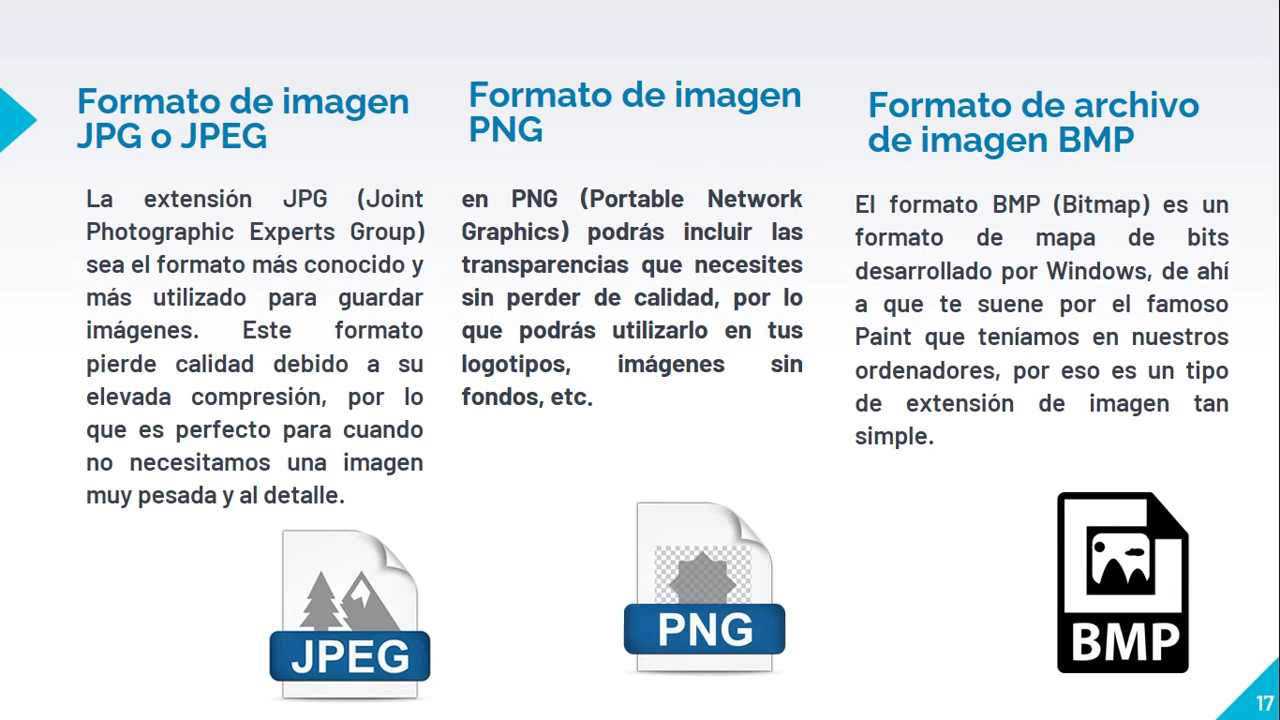 Formato de imagen
JPG o JPEG
La extensión JPG (Joint
Photographic Experts Group)
sea el formato más conocido y
más utilizado para guardar
imágenes. Este formato
pierde calidad debido a su
elevada compresión, por lo
que es perfecto para cuando
no necesitamos una imagen
muy pesada y al detalle.
JPEG
Formato de imagen
PNG
en PNG (Portable Network
Graphics) podrás incluir las
transparencias que necesites
sin perder de calidad, por lo
que podrás utilizarlo en tus
logotipos, imágenes sin
fondos, etc.
PNG
Formato de archivo
de imagen BMP
El formato BMP (Bitmap) es un
formato de mapa de bits
desarrollado por Windows, de ahí
a que te suene por el famoso
Paint que teníamos en nuestros
ordenadores, por eso es un tipo
de extensión de imagen tan
simple.
BMP
17